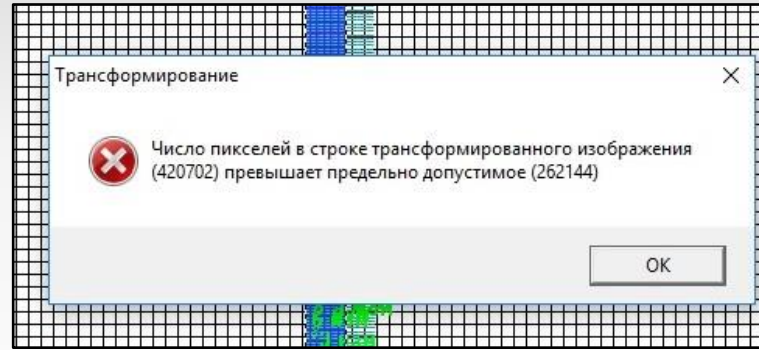 Трансформирование
Число пикселей в строке трансформированного изображения
(420702) превышает предельно допустимое (262144)
OK